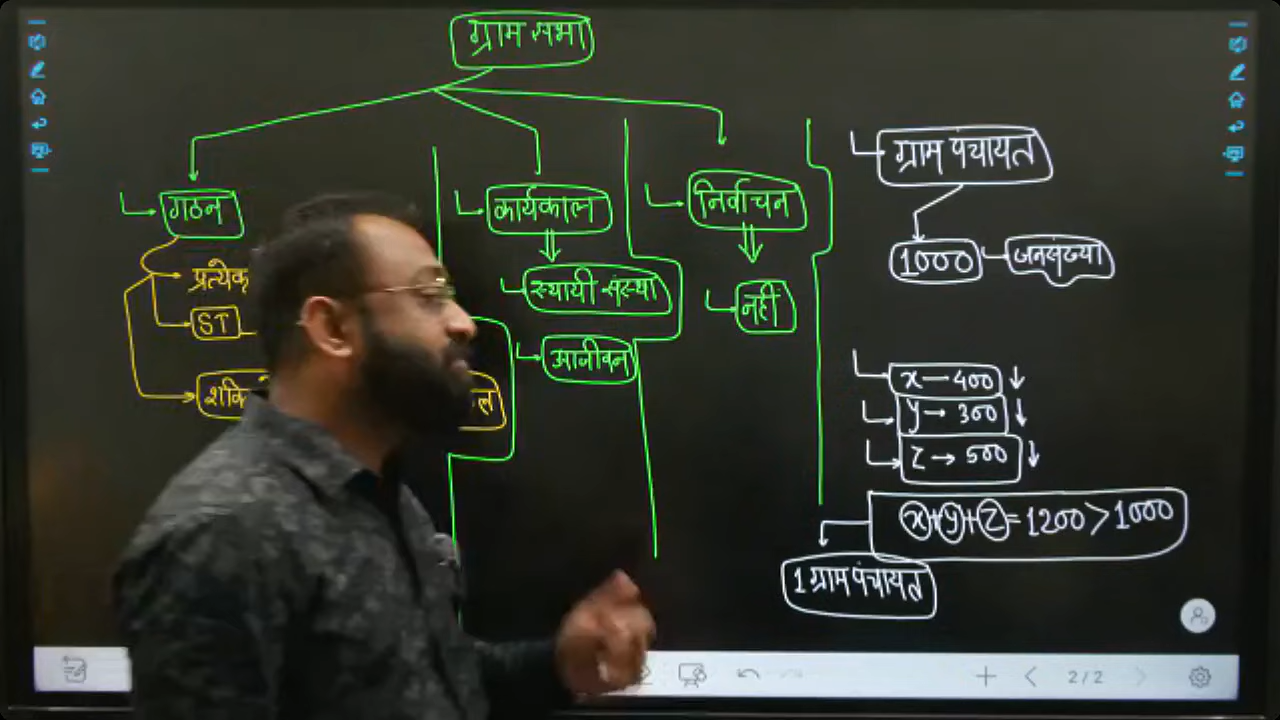 ग्राम सभा
गठन
प्रत्येक
ST
कार्यकाल
स्थायी संस्था
आजीवन
निर्वाचन
नहीं
ग्राम पंचायत
1000 जनसंख्या
x — 400 ↓
y → 300 ↓
z → 500 ↓
x+y+z = 1200 > 1000
1 ग्राम पंचायत
2/2